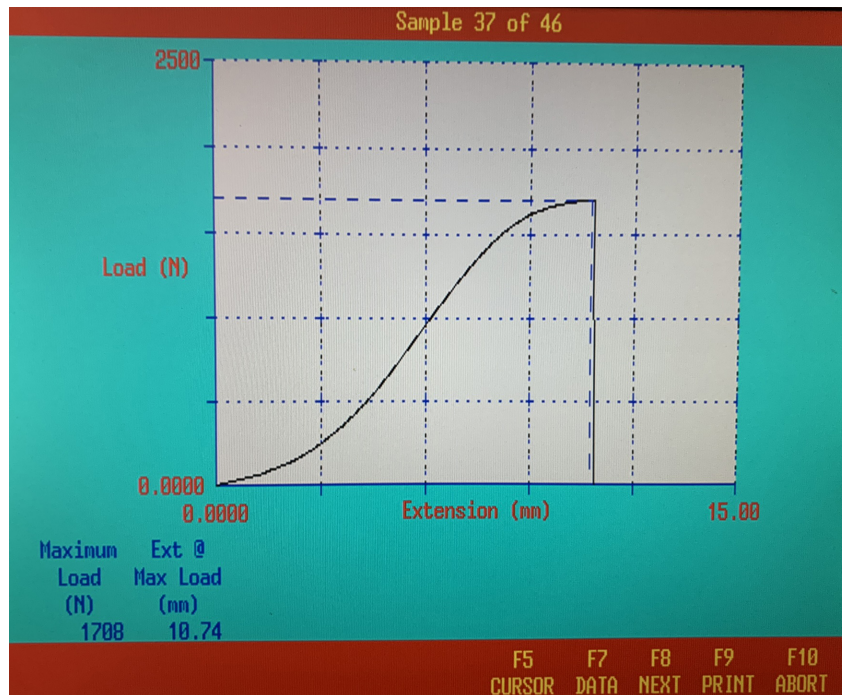 Sample 37 of 46
2500
Load (N)
0.0000
0.0000
Extension (mm)
15.00
Maximum Ext @
Load Max Load
(N) (mm)
1708 10.74
F5 F7 F8 F9 F10
CURSOR DATA NEXT PRINT ABORT